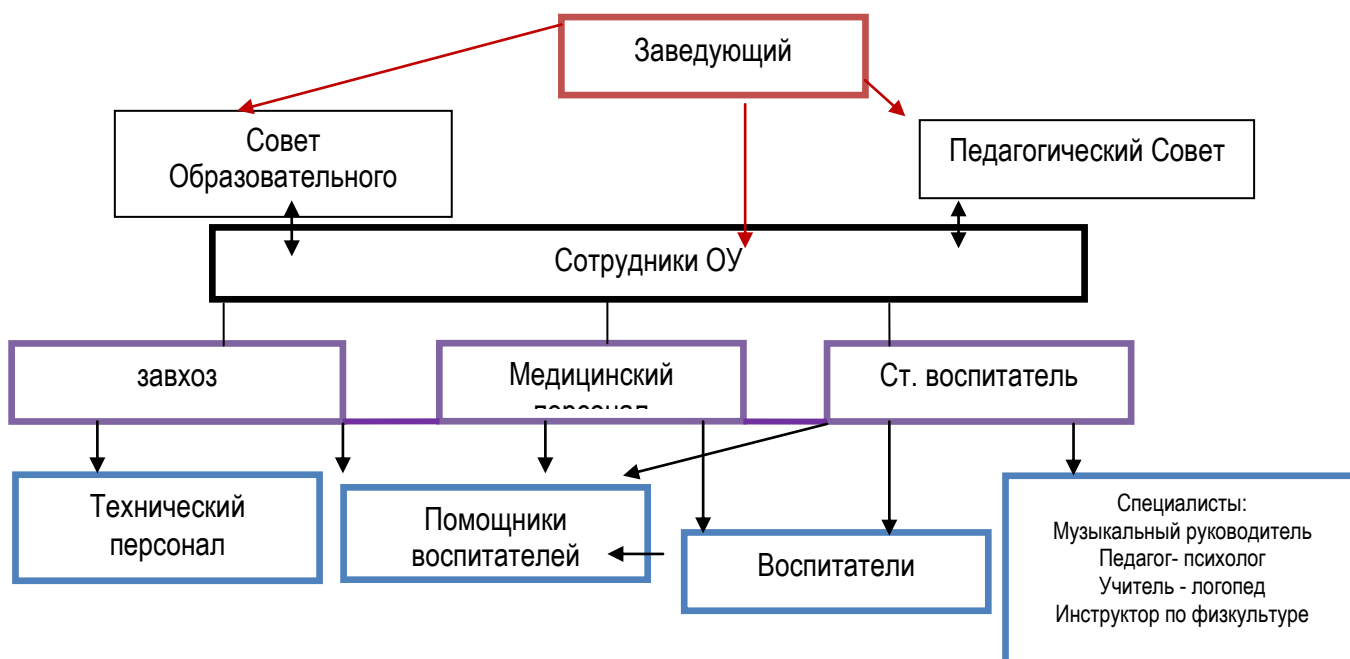 Заведующий
Совет
Образовательного
Педагогический Совет
Сотрудники ОУ
завхоз
Медицинский
персонал
Ст. воспитатель
Технический
персонал
Помощники
воспитателей
Воспитатели
Специалисты:
Музыкальный руководитель
Педагог- психолог
Учитель - логопед
Инструктор по физкультуре